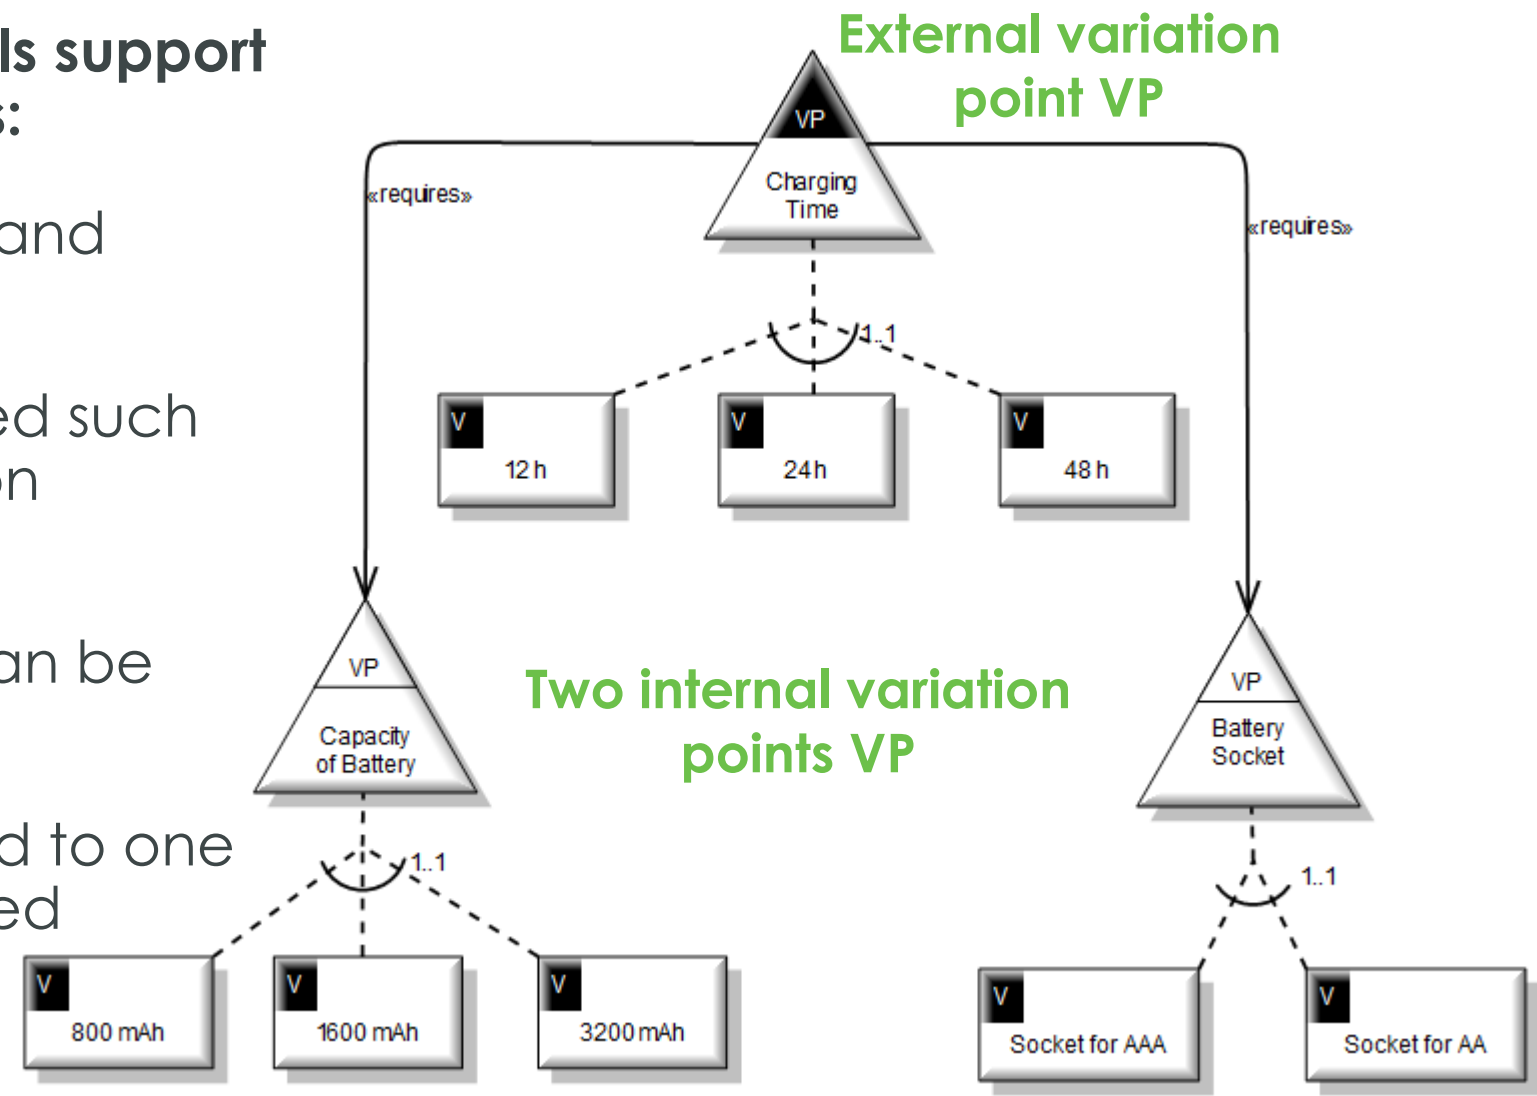 ls support
s:
and
ed such
on
an be
d to one
ed
External variation
point VP
VP
Charging
Time
«requires»
«requires»
1..1
V
12 h
V
24 h
V
48 h
Two internal variation
points VP
VP
Capacity
of Battery
1..1
V
800 mAh
V
1600 mAh
V
3200 mAh
VP
Battery
Socket
1..1
V
Socket for AAA
V
Socket for AA